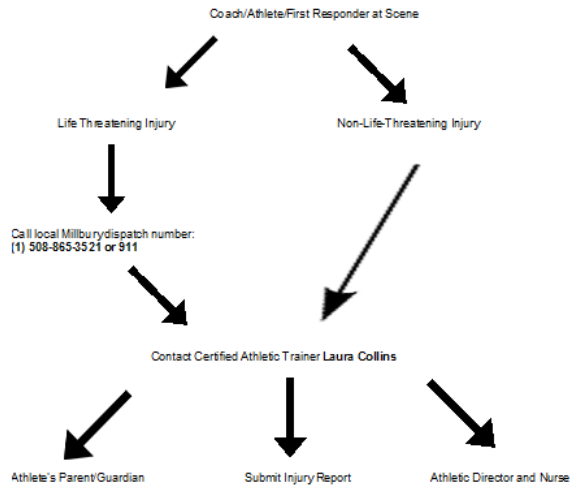 Coach/Athlete/First Responder at Scene
Life Threatening Injury
Non-Life-Threatening Injury
Call local Millbury dispatch number:
(1) 508-865-3521 or 911
Contact Certified Athletic Trainer Laura Collins
Athlete's Parent/Guardian
Submit Injury Report
Athletic Director and Nurse